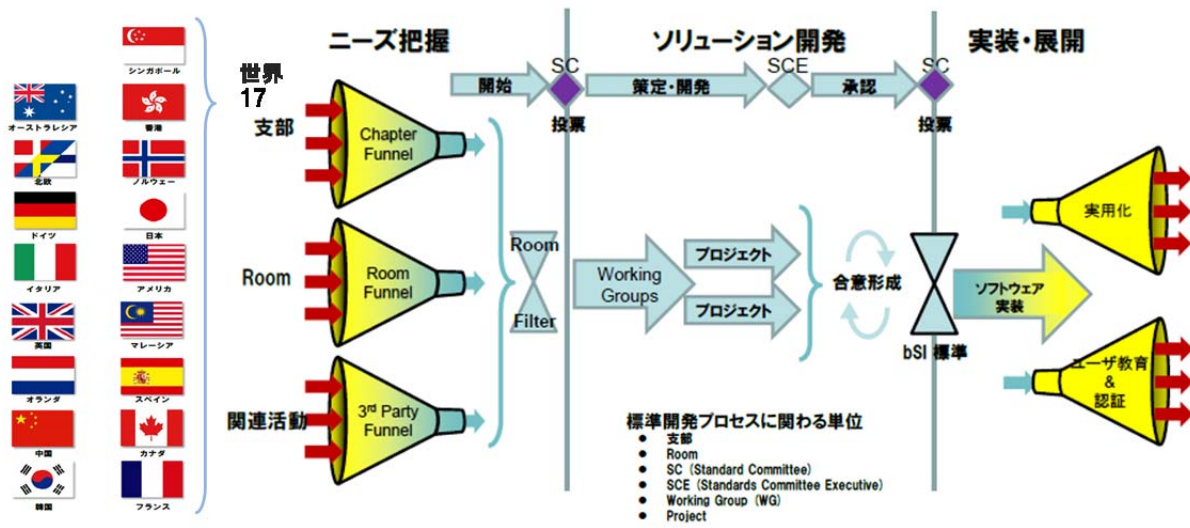 ニーズ把握
ソリューション開発
実装・展開
シンガポール
オーストラレシア
香港
北欧
ノルウェー
ドイツ
日本
イタリア
アメリカ
英国
マレーシア
オランダ
スペイン
中国
カナダ
韓国
フランス
世界
17
支部
Room
関連活動
Chapter
Funnel
Room
Funnel
3rd Party
Funnel
開始
SC
投票
策定・開発
SCE
承認
SC
投票
Room
Filter
Working
Groups
プロジェクト
プロジェクト
合意形成
bSI 標準
ソフトウェア
実装
実用化
ユーザ教育
&
認証
標準開発プロセスに関わる単位
● 支部
● Room
● SC (Standard Committee)
● SCE (Standards Committee Executive)
● Working Group (WG)
● Project